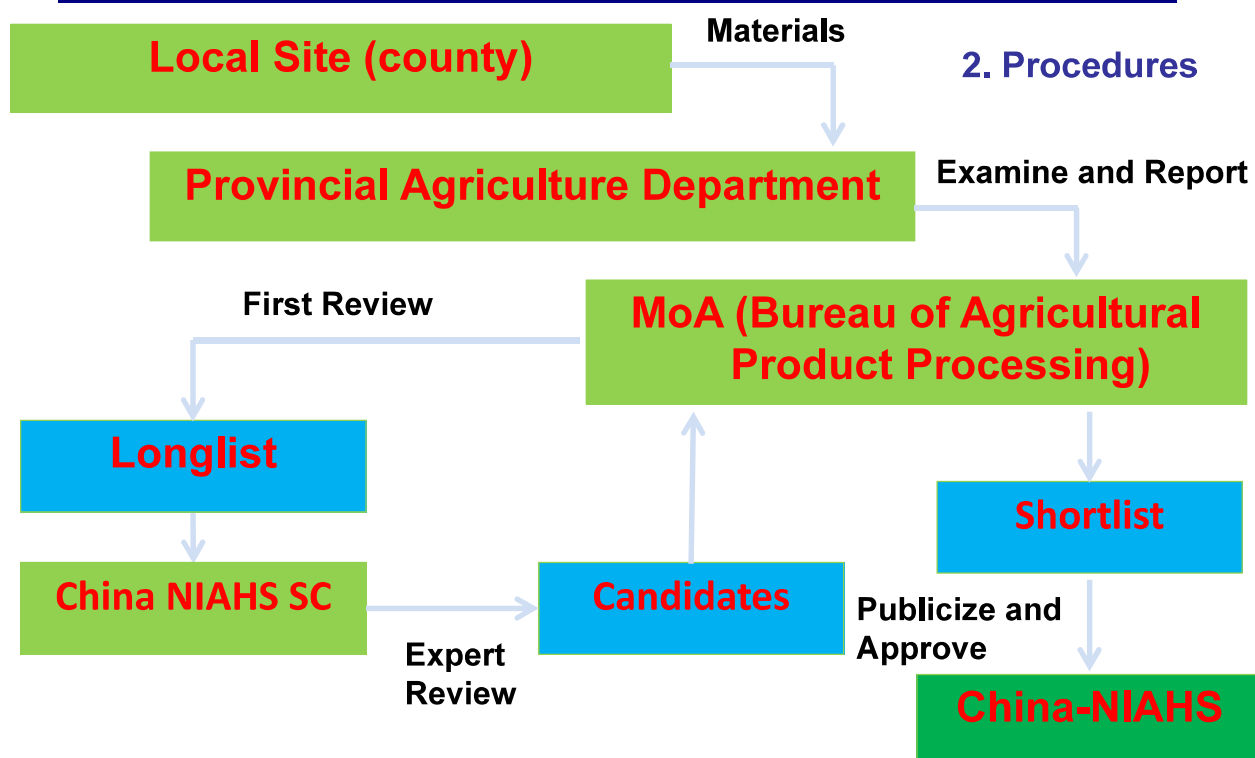 Materials
Local Site (county)
2. Procedures
Provincial Agriculture Department
Examine and Report
First Review
MoA (Bureau of Agricultural
Product Processing)
Longlist
Shortlist
China NIAHS SC
Candidates
Publicize and
Approve
Expert
Review
China-NIAHS